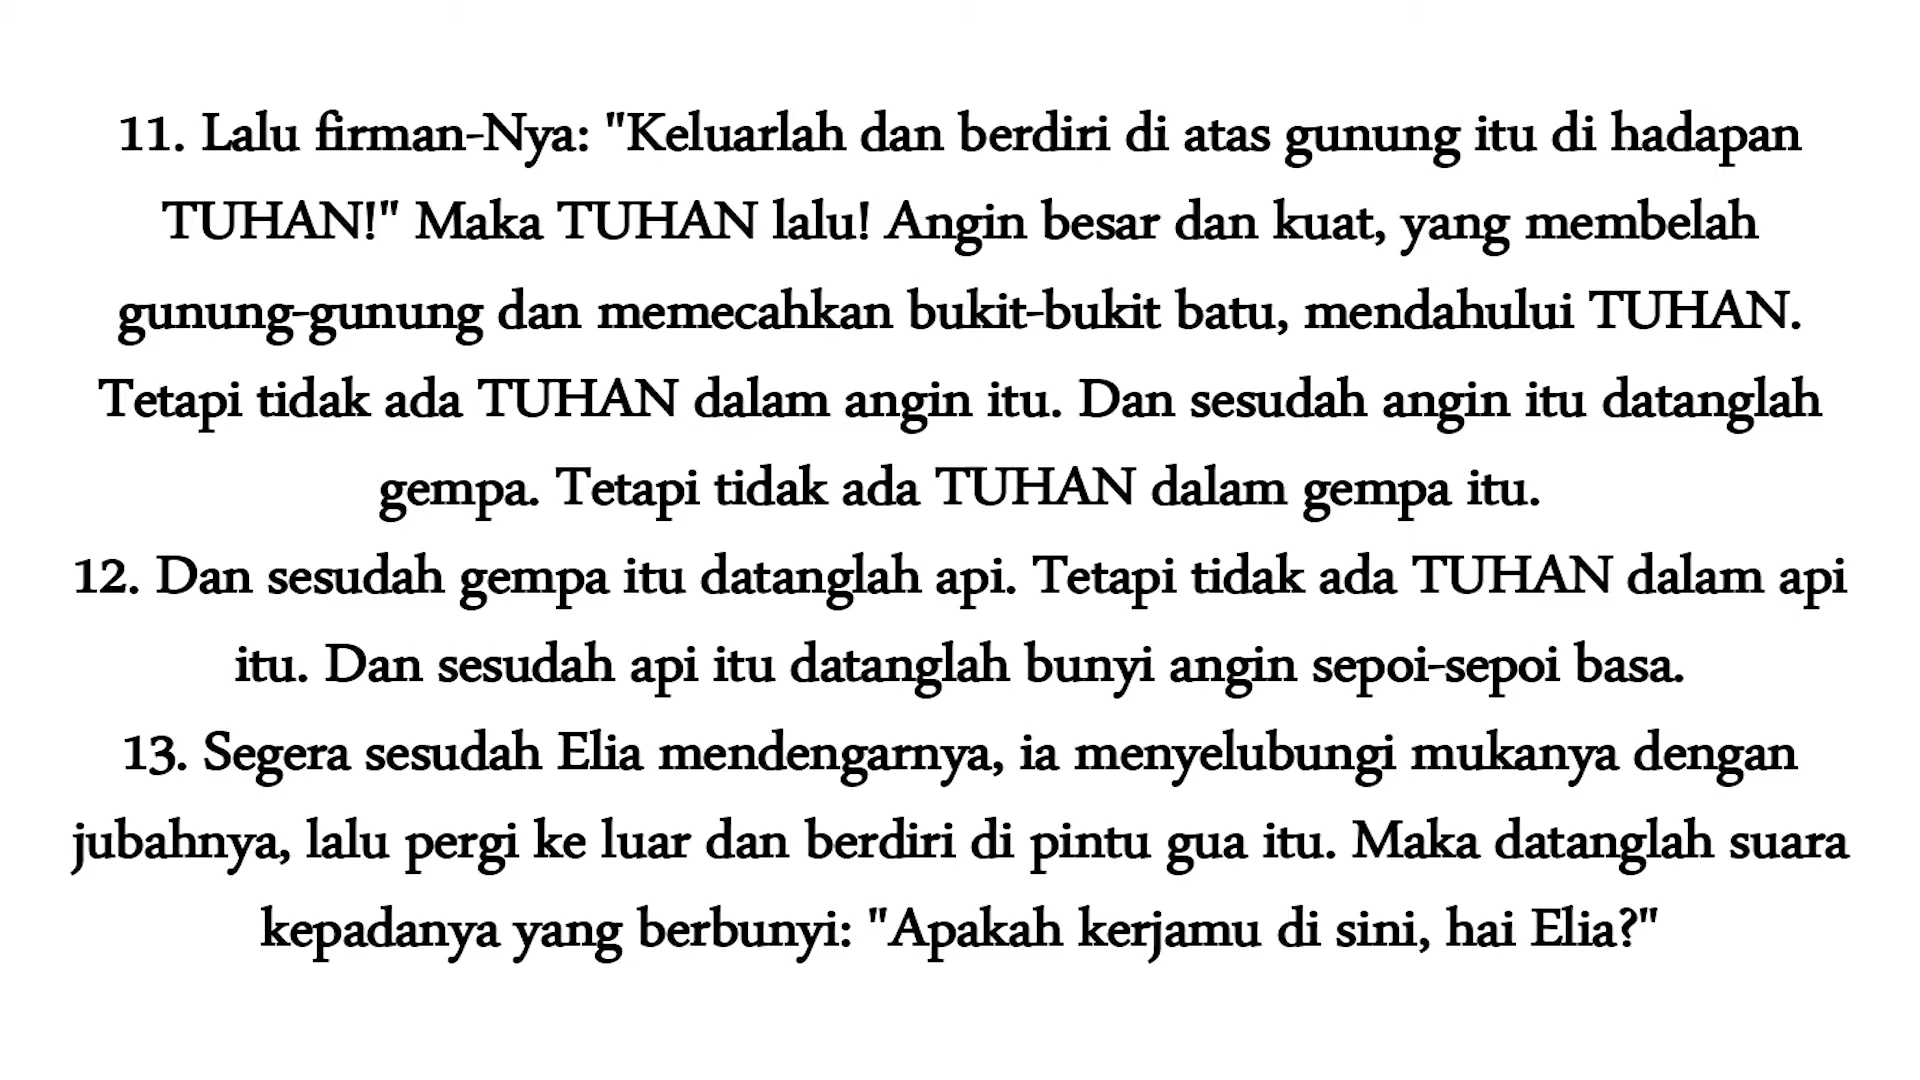 11. Lalu firman-Nya: "Keluarlah dan berdiri di atas gunung itu di hadapan
TUHAN!" Maka TUHAN lalu! Angin besar dan kuat, yang membelah
gunung-gunung dan memecahkan bukit-bukit batu, mendahului TUHAN.
Tetapi tidak ada TUHAN dalam angin itu. Dan sesudah angin itu datanglah
gempa. Tetapi tidak ada TUHAN dalam gempa itu.
12. Dan sesudah gempa itu datanglah api. Tetapi tidak ada TUHAN dalam api
itu. Dan sesudah api itu datanglah bunyi angin sepoi-sepoi basa.
13. Segera sesudah Elia mendengarnya, ia menyelubungi mukanya dengan
jubahnya, lalu pergi ke luar dan berdiri di pintu gua itu. Maka datanglah suara
kepadanya yang berbunyi: "Apakah kerjamu di sini, hai Elia?"